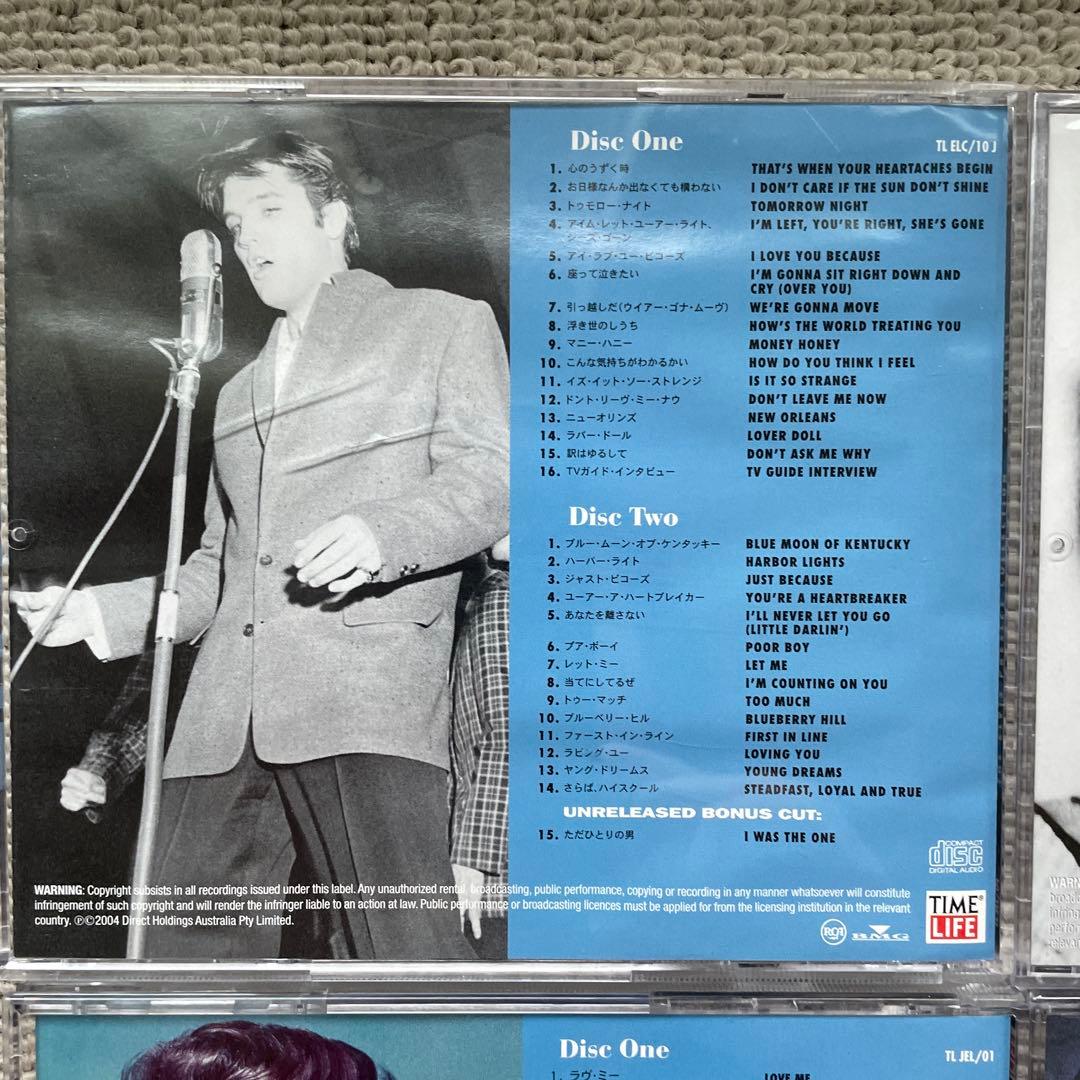 Disc One
TL ELC/10 J
1. 心のうずく時 THAT'S WHEN YOUR HEARTACHES BEGIN
2. お日様なんか出なくても構わない I DON'T CARE IF THE SUN DON'T SHINE
3. トゥモロー・ナイト TOMORROW NIGHT
4. アイム・レット・ユーアー・ライト、 I'M LEFT, YOU'RE RIGHT, SHE'S GONE
シーズ・ゴーン
5. アイ・ラブ・ユー・ビコーズ I LOVE YOU BECAUSE
6. 座って泣きたい I'M GONNA SIT RIGHT DOWN AND
CRY (OVER YOU)
7. 引っ越しだ(ウイアー・ゴナ・ムーヴ) WE'RE GONNA MOVE
8. 浮き世のしうち HOW'S THE WORLD TREATING YOU
9. マニー・ハニー MONEY HONEY
10. こんな気持ちがわかるかい HOW DO YOU THINK I FEEL
11. イズ・イット・ソー・ストレンジ IS IT SO STRANGE
12. ドント・リーヴ・ミー・ナウ DON'T LEAVE ME NOW
13. ニューオリンズ NEW ORLEANS
14. ラバー・ドール LOVER DOLL
15. 訳はゆるして DON'T ASK ME WHY
16. TVガイド・インタビュー TV GUIDE INTERVIEW
Disc Two
1. ブルー・ムーン・オブ・ケンタッキー BLUE MOON OF KENTUCKY
2. ハーバー・ライト HARBOR LIGHTS
3. ジャスト・ビコーズ JUST BECAUSE
4. ユーアー・ア・ハートブレイカー YOU'RE A HEARTBREAKER
5. あなたを離さない I'LL NEVER LET YOU GO
(LITTLE DARLIN')
6. プア・ボーイ POOR BOY
7. レット・ミー LET ME
8. 当てにしてるぜ I'M COUNTING ON YOU
9. トゥー・マッチ TOO MUCH
10. ブルーベリー・ヒル BLUEBERRY HILL
11. ファースト・イン・ライン FIRST IN LINE
12. ラビング・ユー LOVING YOU
13. ヤング・ドリームス YOUNG DREAMS
14. さらば、ハイスクール STEADFAST, LOYAL AND TRUE
UNRELEASED BONUS CUT:
15. ただひとりの男 I WAS THE ONE
COMPACT
disc
DIGITAL AUDIO
WARNING: Copyright subsists in all recordings issued under this label. Any unauthorized rental, broadcasting, public performance, copying or recording in any manner whatsoever will constitute
infringement of such copyright and will render the infringer liable to an action at law. Public performance or broadcasting licences must be applied for from the licensing institution in the relevant
country. ℗©2004 Direct Holdings Australia Pty Limited.
RCA
BMG
TIME
LIFE
Disc One
TL JEL/01
1. ラヴ・ミー LOVE ME